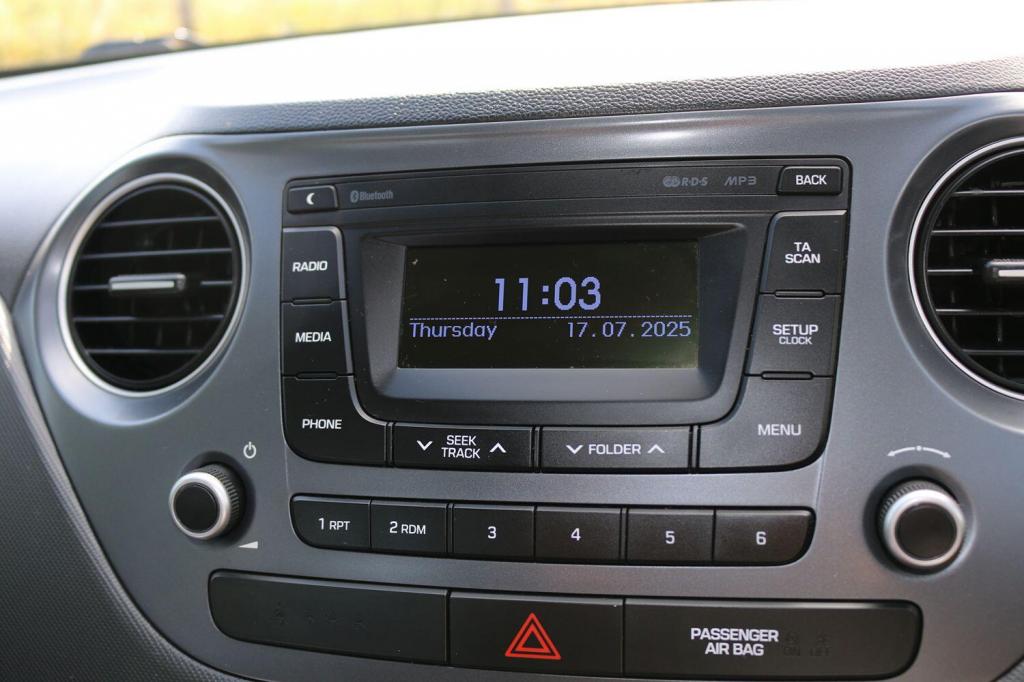 Bluetooth
R·D·S MP3
BACK
RADIO
TA
SCAN
11:03
Thursday 17.07.2025
MEDIA
SETUP
CLOCK
PHONE
SEEK
TRACK
FOLDER
MENU
1 RPT
2 RDM
3
4
5
6
PASSENGER
AIR BAG